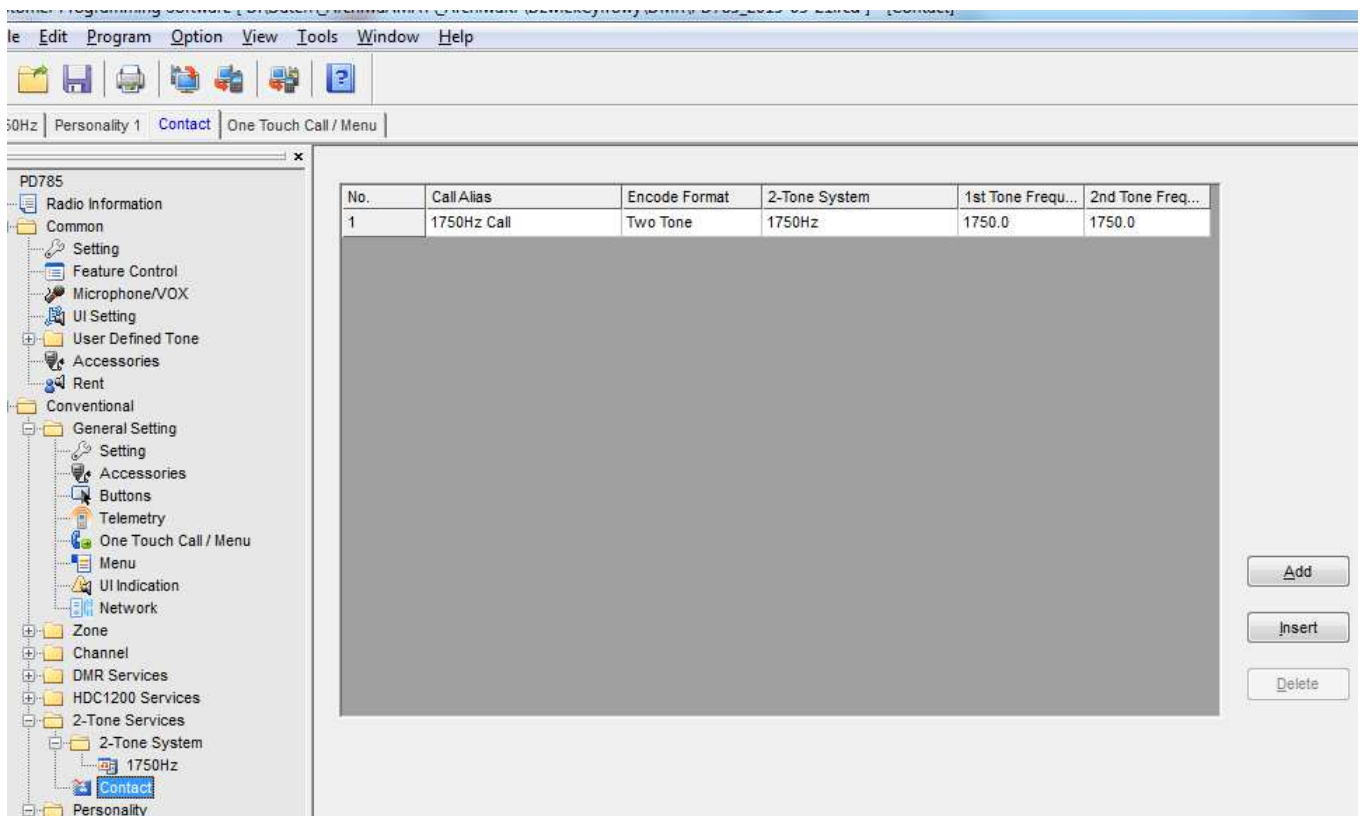 le Edit Program Option View Tools Window Help
50Hz Personality 1 Contact One Touch Call / Menu
PD785
Radio Information
Common
Setting
Feature Control
Microphone/VOX
UI Setting
User Defined Tone
Accessories
Rent
Conventional
General Setting
Setting
Accessories
Buttons
Telemetry
One Touch Call / Menu
Menu
UI Indication
Network
Zone
Channel
DMR Services
HDC1200 Services
2-Tone Services
2-Tone System
1750Hz
Contact
Personality
No. Call Alias Encode Format 2-Tone System 1st Tone Frequ... 2nd Tone Freq...
1 1750Hz Call Two Tone 1750Hz 1750.0 1750.0
Add
Insert
Delete